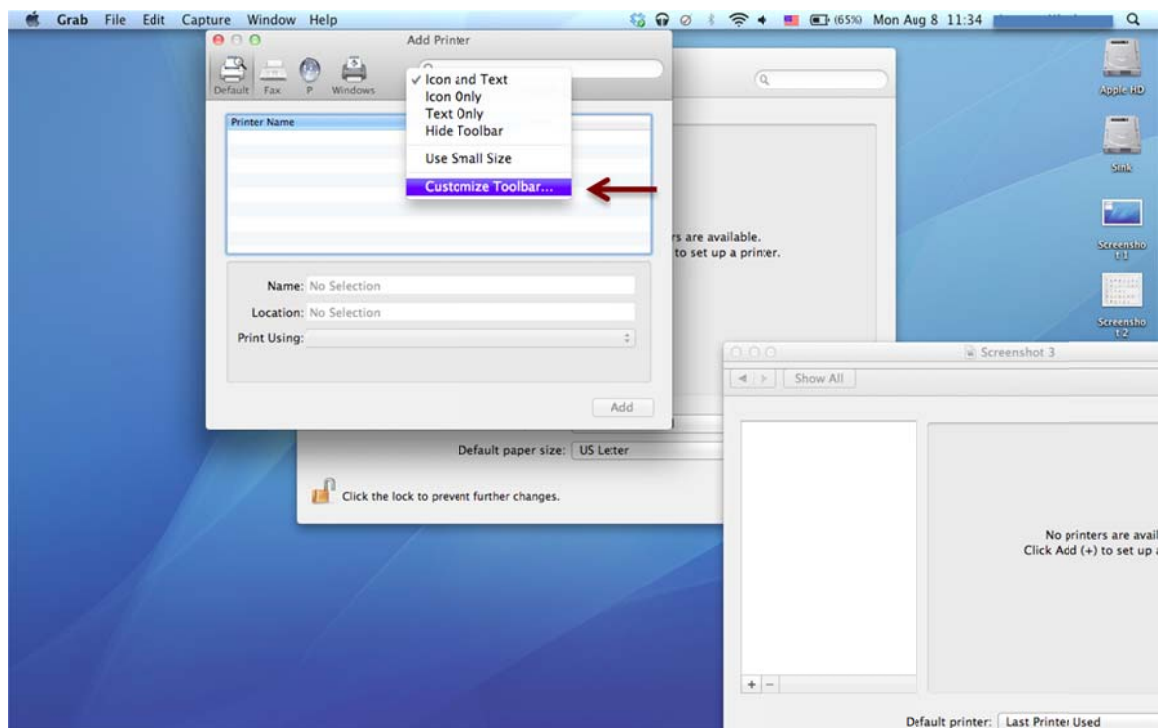 Grab File Edit Capture Window Help (65%) Mon Aug 8 11:34
Add Printer
Default Fax P Windows
✓ Icon and Text
Icon Only
Text Only
Hide Toolbar
Use Small Size
Customize Toolbar...
Printer Name
Name: No Selection
Location: No Selection
Print Using:
Add
rs are available.
to set up a printer.
Default paper size: US Letter
Click the lock to prevent further changes.
Apple HD
Sink
Screensho
t 1
Screensho
t 2
Screenshot 3
Show All
No printers are avail
Click Add (+) to set up a
+ −
Default printer: Last Printer Used